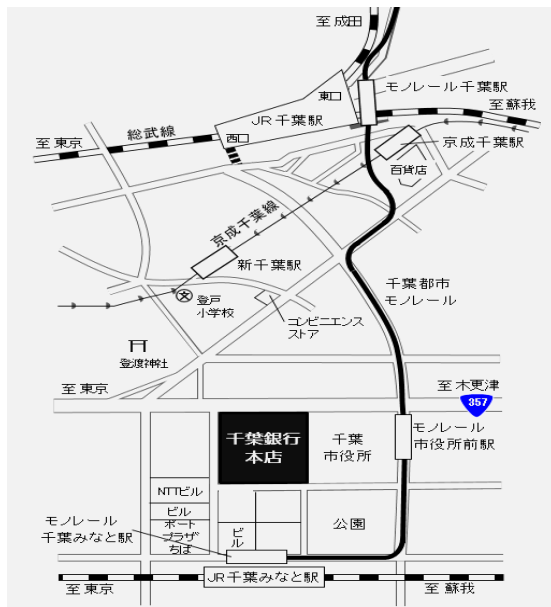 至 成田
モノレール千葉駅
東口
至 蘇我
JR 千葉駅
総武線
西口
至 東京
京成千葉駅
百貨店
京成千葉線
新千葉駅
千葉都市
モノレール
登戸
小学校
コンビニエンス
ストア
登渡神社
至 東京
至 木更津
357
千葉銀行
本店
千葉
市役所
モノレール
市役所前駅
NTTビル
ビル
ポート
プラザ
ちば
ビル
公園
モノレール
千葉みなと駅
JR千葉みなと駅
至 東京
至 蘇我